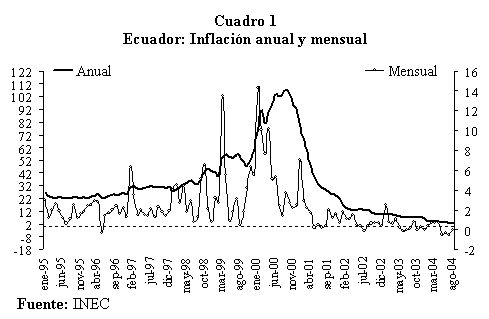 Cuadro 1
Ecuador: Inflación anual y mensual
Anual
Mensual
122
112
102
92
82
72
62
52
42
32
22
12
2
-8
-18
16
14
12
10
8
6
4
2
0
-2
ene-95
jun-95
nov-95
abr-96
sep-96
feb-97
jul-97
dic-97
may-98
oct-98
mar-99
ago-99
ene-00
jun-00
nov-00
abr-01
sep-01
feb-02
jul-02
dic-02
may-03
oct-03
mar-04
ago-04
Fuente: INEC